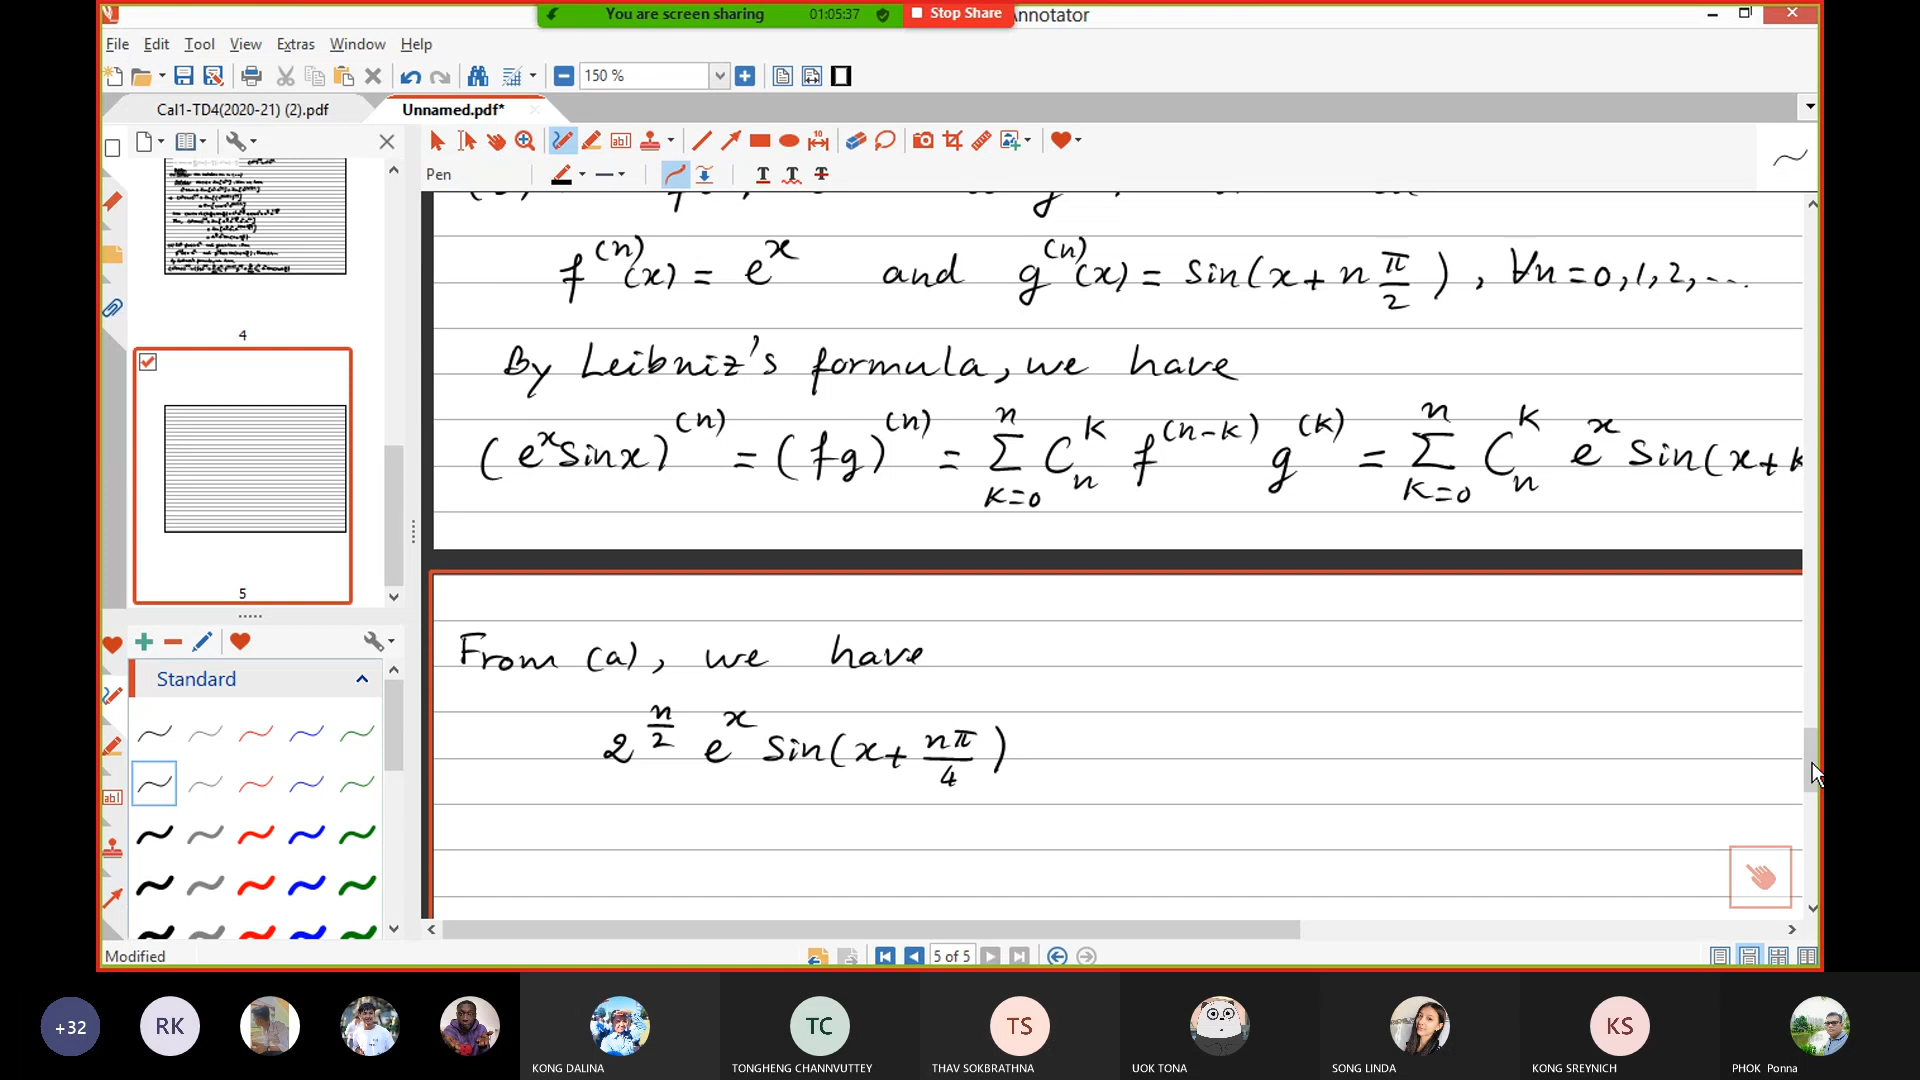 You are screen sharing 01:05:37 Stop Share Annotator
File Edit Tool View Extras Window Help
150 %
Cal1-TD4(2020-21) (2).pdf Unnamed.pdf*
Pen
f^(n)(x) = e^x and g^(n)(x) = sin(x + n π/2), ∀n = 0, 1, 2, ...
By Leibniz's formula, we have
(e^x sin x)^(n) = (fg)^(n) = Σ_{k=0}^{n} C_n^k f^(n-k) g^(k) = Σ_{k=0}^{n} C_n^k e^x sin(x + k
4
5
From (a), we have
2^{n/2} e^x sin(x + nπ/4)
Standard
Modified
5 of 5
+32 RK
TC TS KS
KONG DALINA TONGHENG CHANNVUTTEY THAV SOKBRATHNA UOK TONA SONG LINDA KONG SREYNICH PHOK Ponna